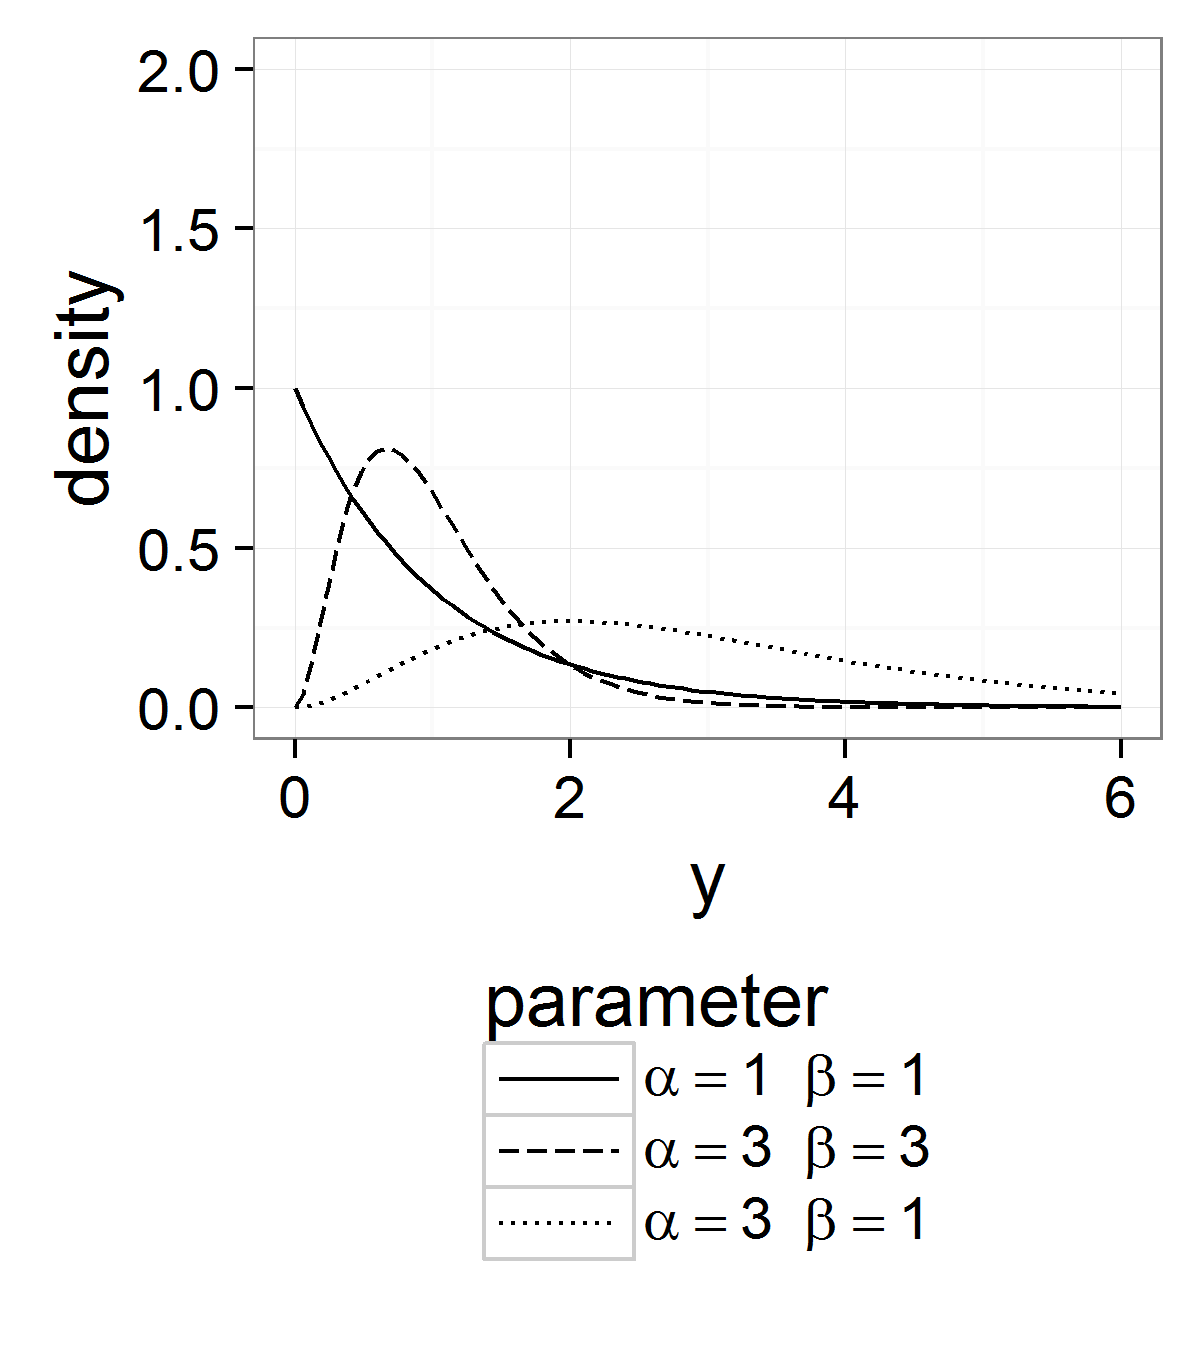 2.0
1.5
1.0
0.5
0.0
density
0 2 4 6
y
parameter
α = 1 β = 1
α = 3 β = 3
α = 3 β = 1